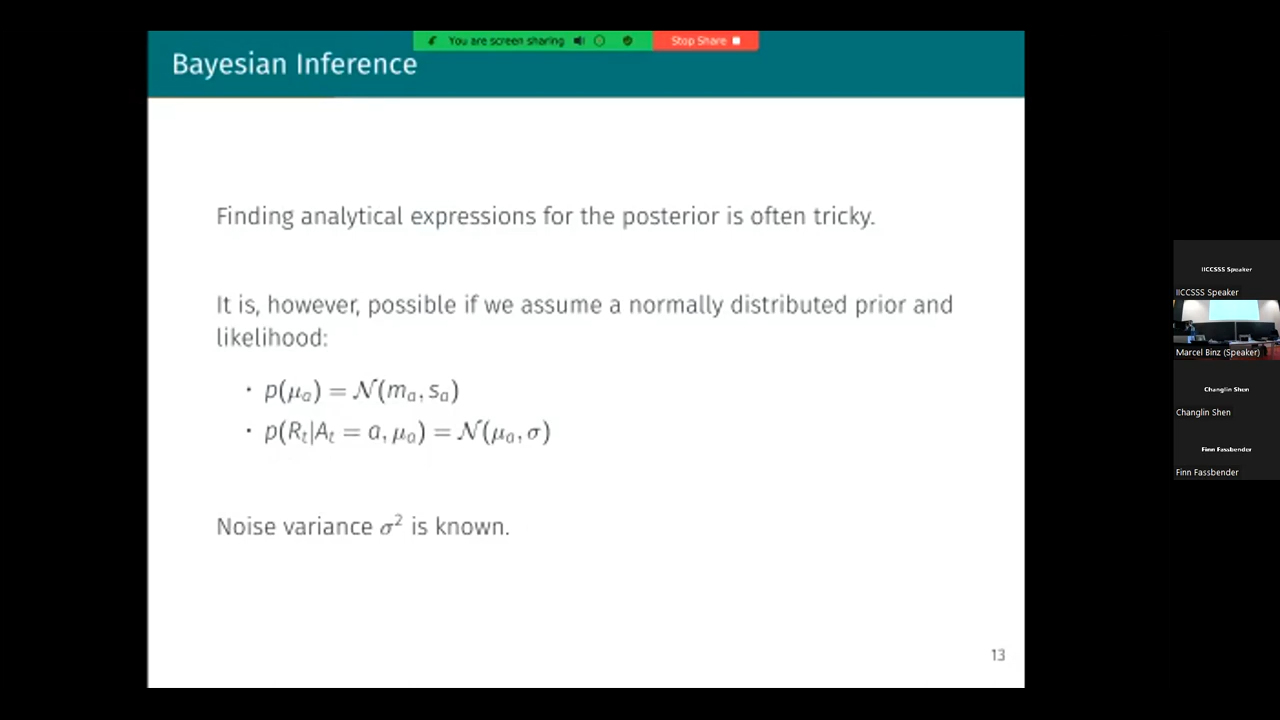 You are screen sharing
Stop Share
Bayesian Inference
Finding analytical expressions for the posterior is often tricky.
It is, however, possible if we assume a normally distributed prior and
likelihood:
· p(μₐ) = 𝒩(mₐ, sₐ)
· p(Rₜ|Aₜ = a, μₐ) = 𝒩(μₐ, σ)
Noise variance σ² is known.
13
IICCSSS Speaker
IICCSSS Speaker
Marcel Binz (Speaker)
Changlin Shen
Changlin Shen
Finn Fassbender
Finn Fassbender